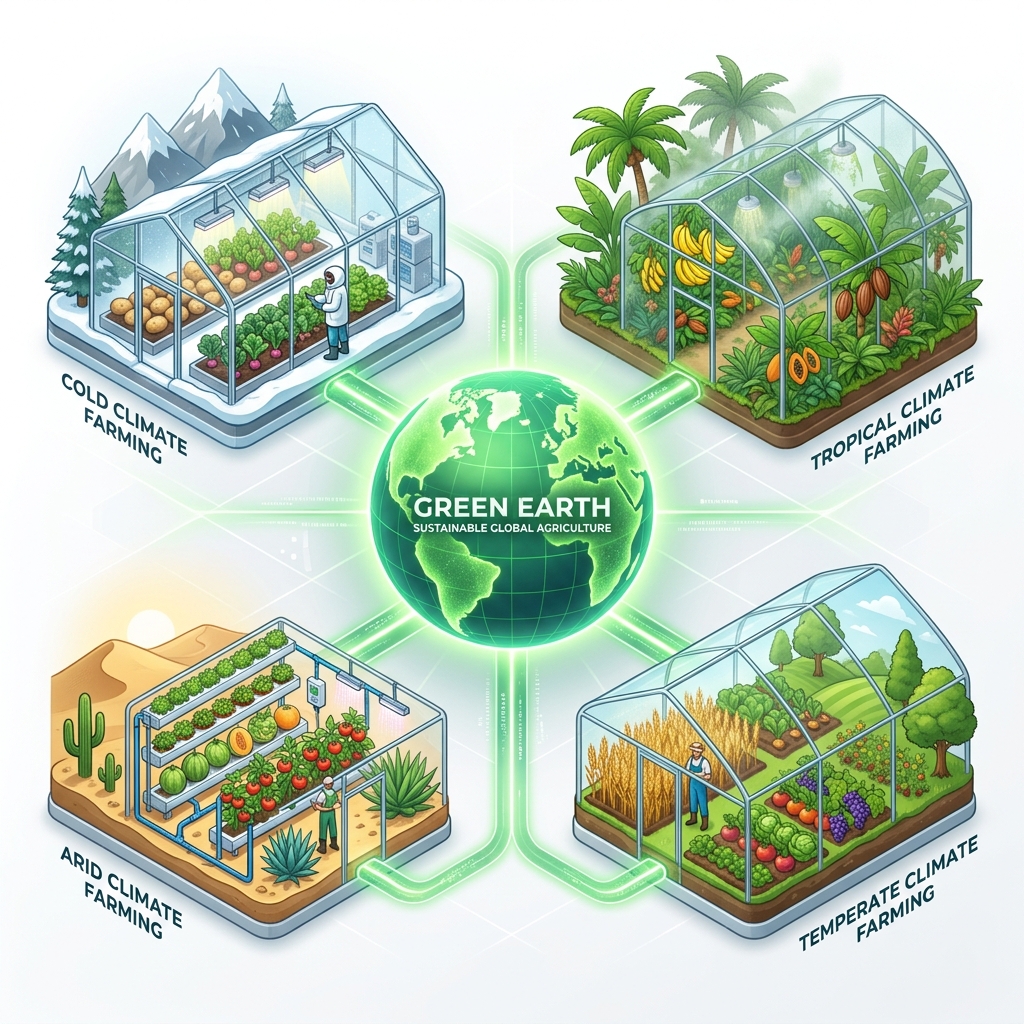 COLD CLIMATE
FARMING
TROPICAL CLIMATE
FARMING
GREEN EARTH
SUSTAINABLE GLOBAL AGRICULTURE
ARID CLIMATE
FARMING
TEMPERATE CLIMATE
FARMING